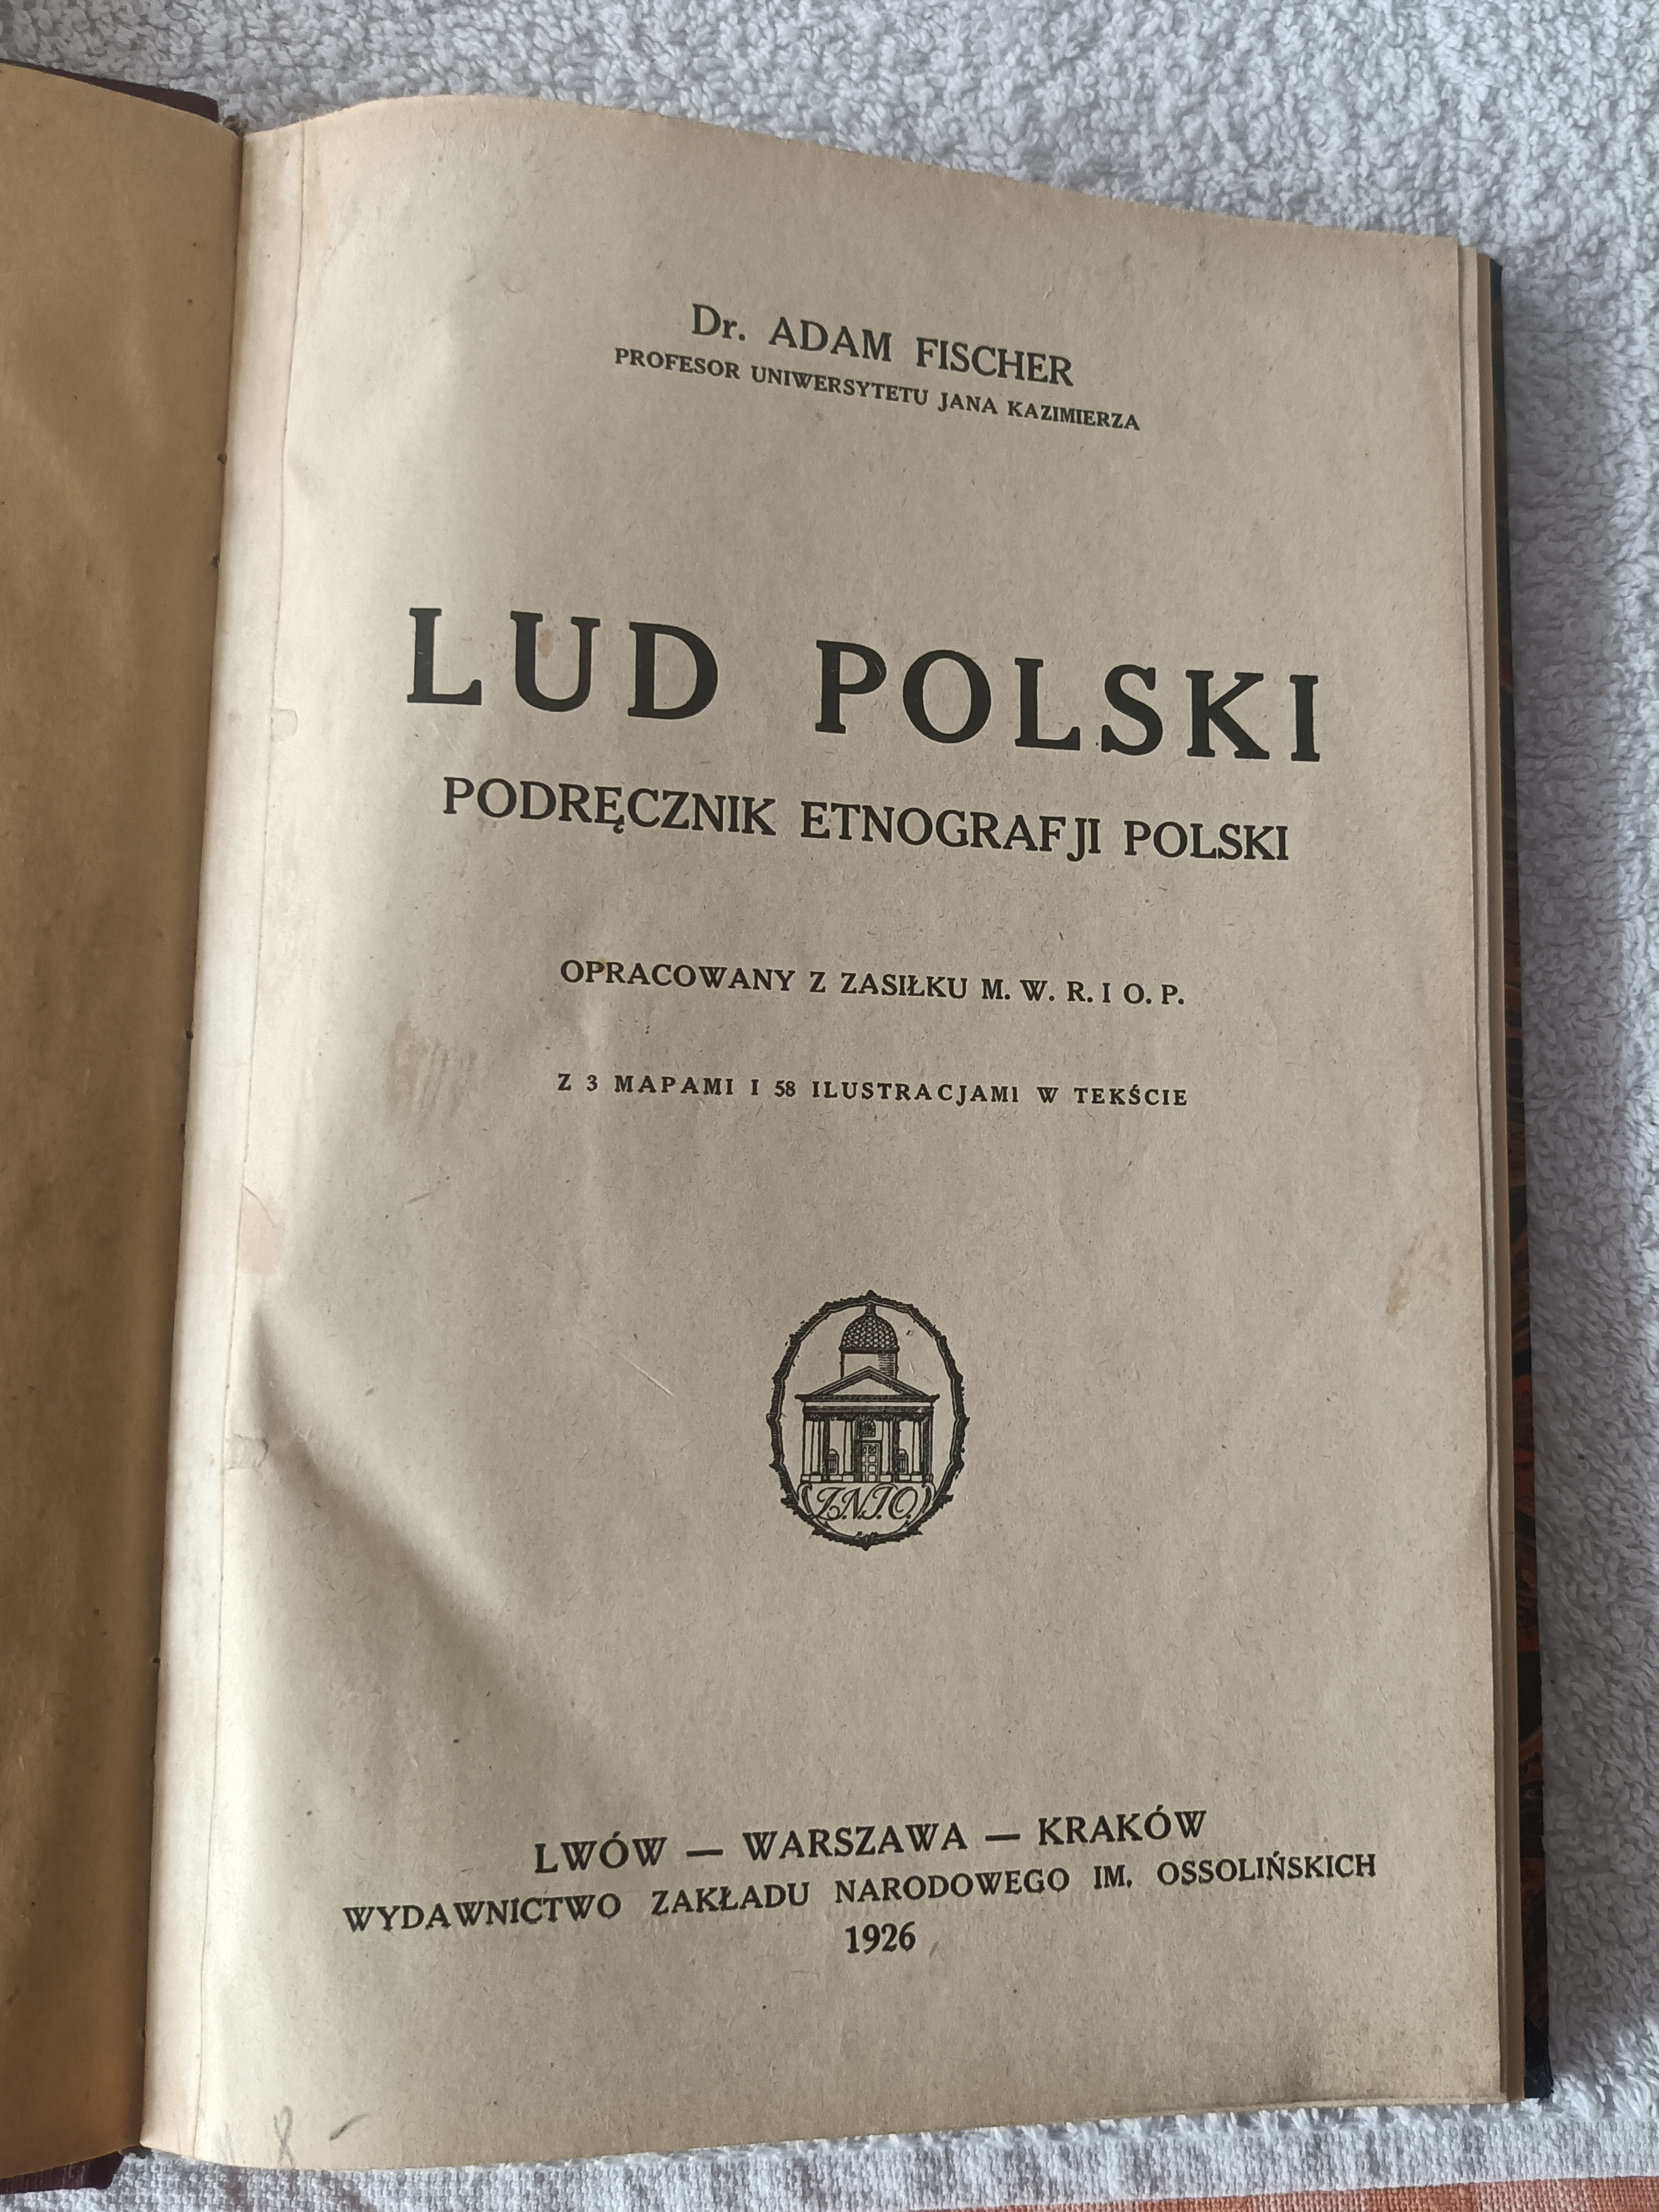 Dr. ADAM FISCHER
PROFESOR UNIWERSYTETU JANA KAZIMIERZA
LUD POLSKI
PODRĘCZNIK ETNOGRAFJI POLSKI
OPRACOWANY Z ZASIŁKU M. W. R. I O. P.
Z 3 MAPAMI I 58 ILUSTRACJAMI W TEKŚCIE
Z.N.I.O.
LWÓW — WARSZAWA — KRAKÓW
WYDAWNICTWO ZAKŁADU NARODOWEGO IM. OSSOLIŃSKICH
1926